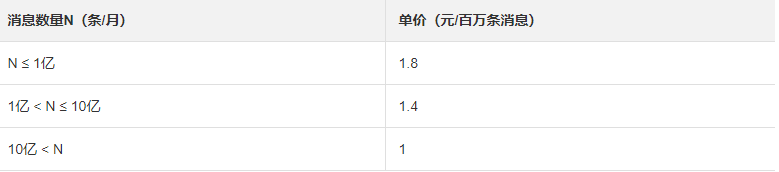 消息数量N（条/月） 单价（元/百万条消息）
N ≤ 1亿 1.8
1亿 < N ≤ 10亿 1.4
10亿 < N 1